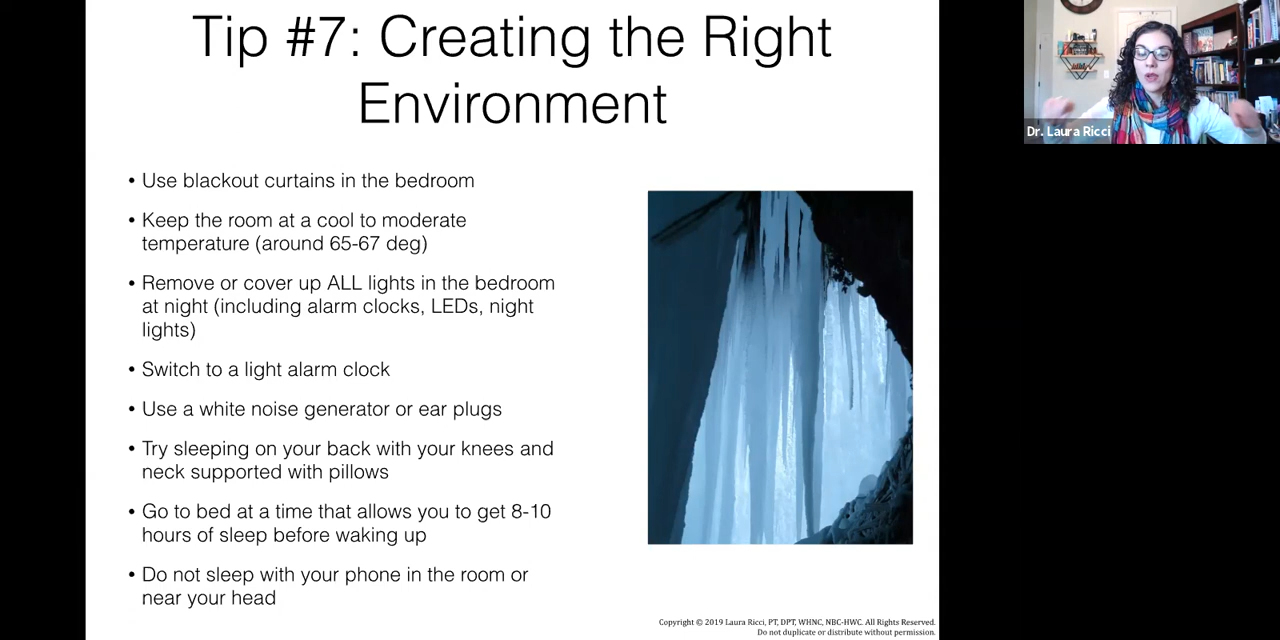 Tip #7: Creating the Right
Environment
• Use blackout curtains in the bedroom
• Keep the room at a cool to moderate
temperature (around 65-67 deg)
• Remove or cover up ALL lights in the bedroom
at night (including alarm clocks, LEDs, night
lights)
• Switch to a light alarm clock
• Use a white noise generator or ear plugs
• Try sleeping on your back with your knees and
neck supported with pillows
• Go to bed at a time that allows you to get 8-10
hours of sleep before waking up
• Do not sleep with your phone in the room or
near your head
Copyright © 2019 Laura Ricci, PT, DPT, WHNC, NBC-HWC. All Rights Reserved.
Do not duplicate or distribute without permission.
Dr. Laura Ricci